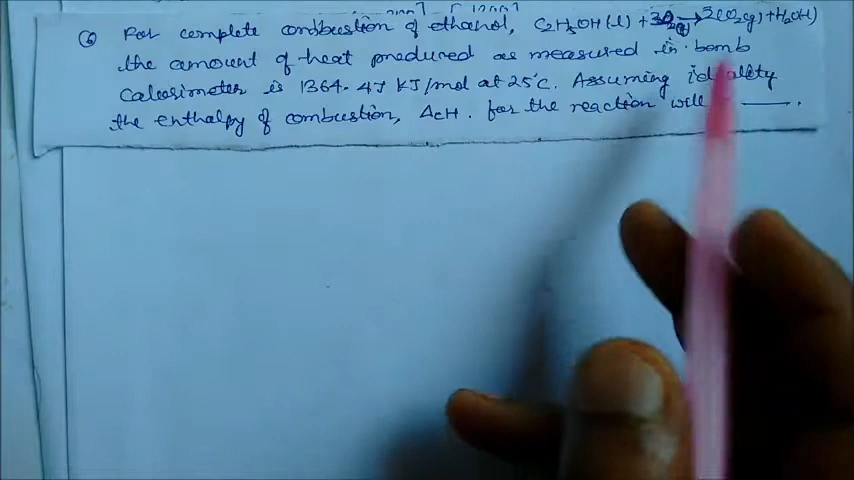 6 For complete combustion of ethanol, C2H5OH(l) + 3O2(g) → 2CO2(g) + H2O(l)
the amount of heat produced as measured in bomb
Calorimeter is 1364.47 KJ/mol at 25°C. Assuming ideality
the enthalpy of combustion, ΔcH. for the reaction will